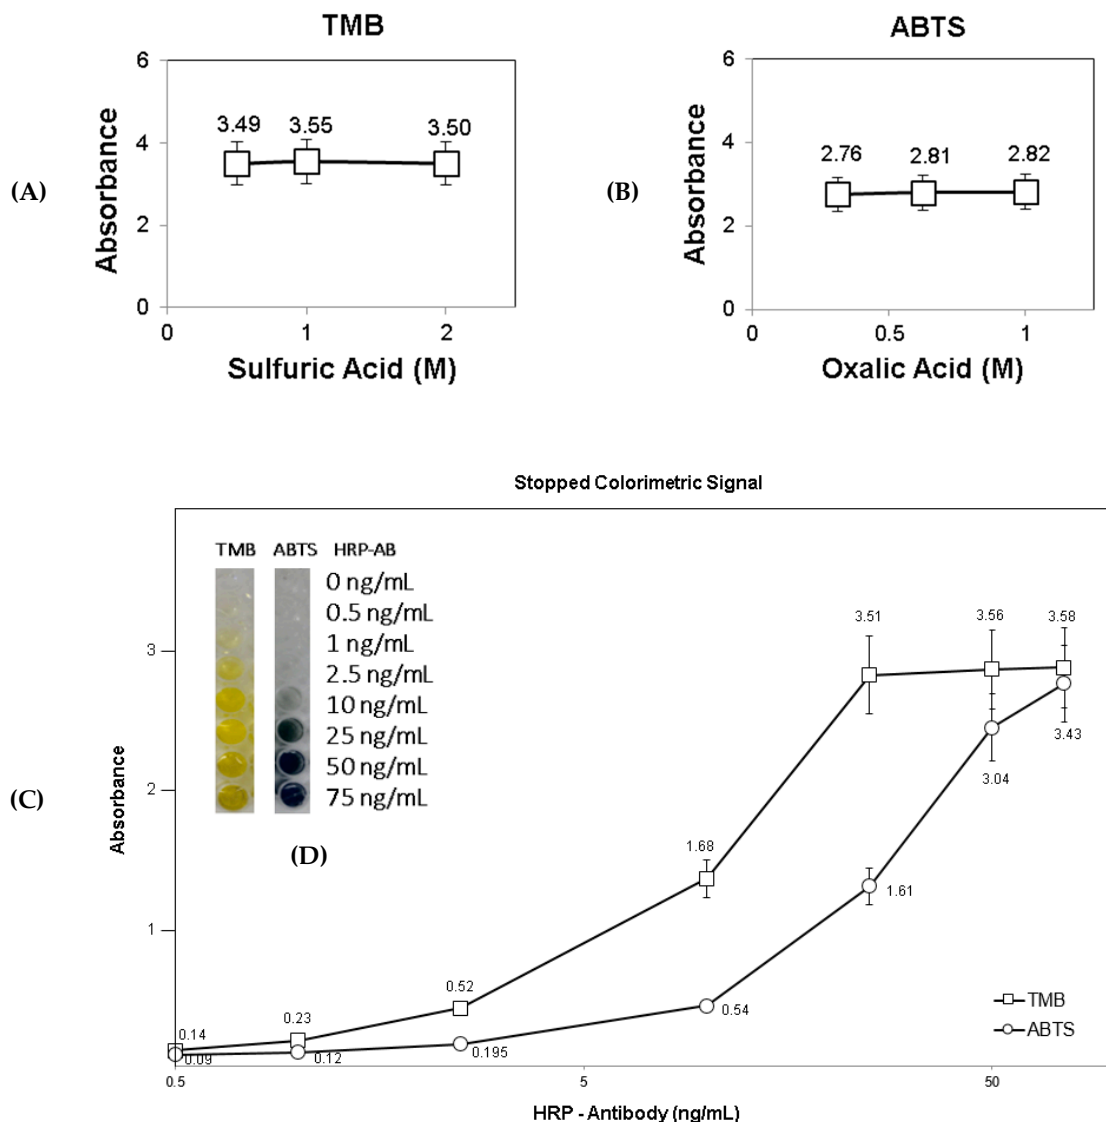 TMB
6
4
2
0
Absorbance
3.49 3.55 3.50
0 1 2
Sulfuric Acid (M)
(A)
ABTS
6
4
2
0
Absorbance
2.76 2.81 2.82
0 0.5 1
Oxalic Acid (M)
(B)
Stopped Colorimetric Signal
TMB ABTS HRP-AB
0 ng/mL
0.5 ng/mL
1 ng/mL
2.5 ng/mL
10 ng/mL
25 ng/mL
50 ng/mL
75 ng/mL
(C)
(D)
Absorbance
3
2
1
0.14 0.23 0.52 1.68 3.51 3.56 3.58
0.09 0.12 0.195 0.54 1.61 3.04 3.43
TMB
ABTS
0.5 5 50
HRP - Antibody (ng/mL)